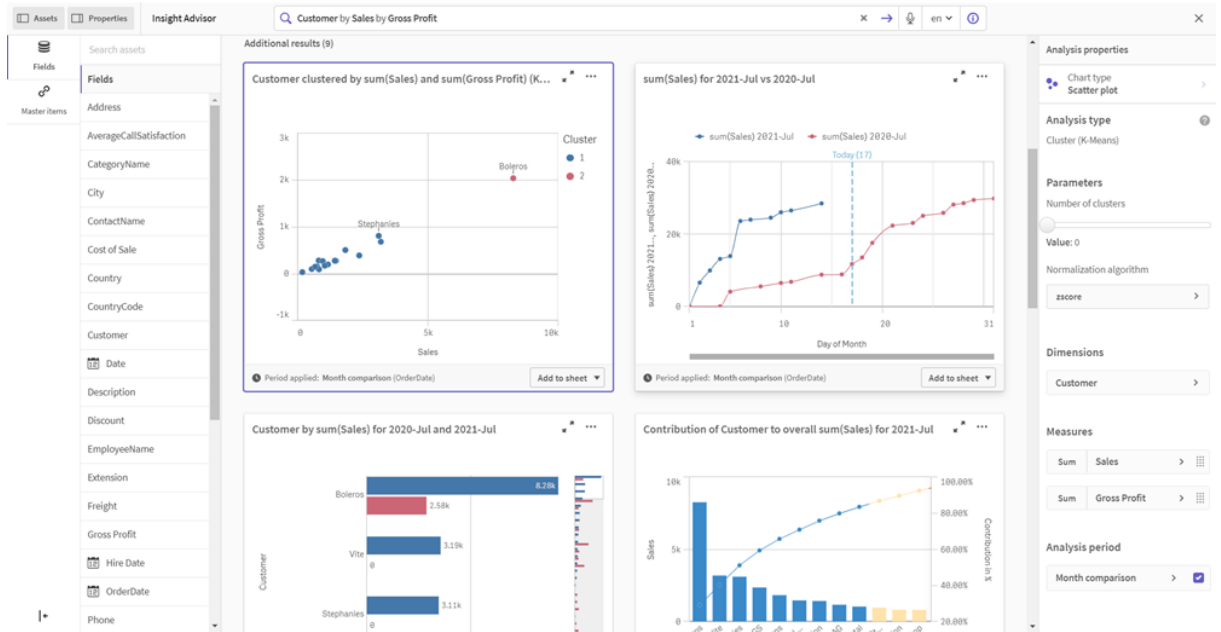 Assets
Properties
Insight Advisor
Customer by Sales by Gross Profit
en
Fields
Master items
Search assets
Fields
Address
AverageCallSatisfaction
CategoryName
City
ContactName
Cost of Sale
Country
CountryCode
Customer
Date
Description
Discount
EmployeeName
Extension
Freight
Gross Profit
Hire Date
OrderDate
Phone
Additional results (9)
Customer clustered by sum(Sales) and sum(Gross Profit) (K...
Cluster
1
2
3k
2k
1k
0
-1k
Gross Profit
Boleros
Stephanies
0 5k 10k
Sales
Period applied: Month comparison (OrderDate)
Add to sheet
sum(Sales) for 2021-Jul vs 2020-Jul
sum(Sales) 2021-Jul sum(Sales) 2020-Jul
Today (17)
40k
20k
0
sum(Sales) 2021..., sum(Sales) 2020...
1 10 20 31
Day of Month
Period applied: Month comparison (OrderDate)
Add to sheet
Customer by sum(Sales) for 2020-Jul and 2021-Jul
Customer
Boleros
8.28k
2.58k
Vite
3.19k
0
Stephanies
3.11k
Contribution of Customer to overall sum(Sales) for 2021-Jul
10k
5k
0
Sales
100.00%
80.00%
60.00%
40.00%
20.00%
Contribution in %
Analysis properties
Chart type
Scatter plot
Analysis type
Cluster (K-Means)
Parameters
Number of clusters
Value: 0
Normalization algorithm
zscore
Dimensions
Customer
Measures
Sum Sales
Sum Gross Profit
Analysis period
Month comparison